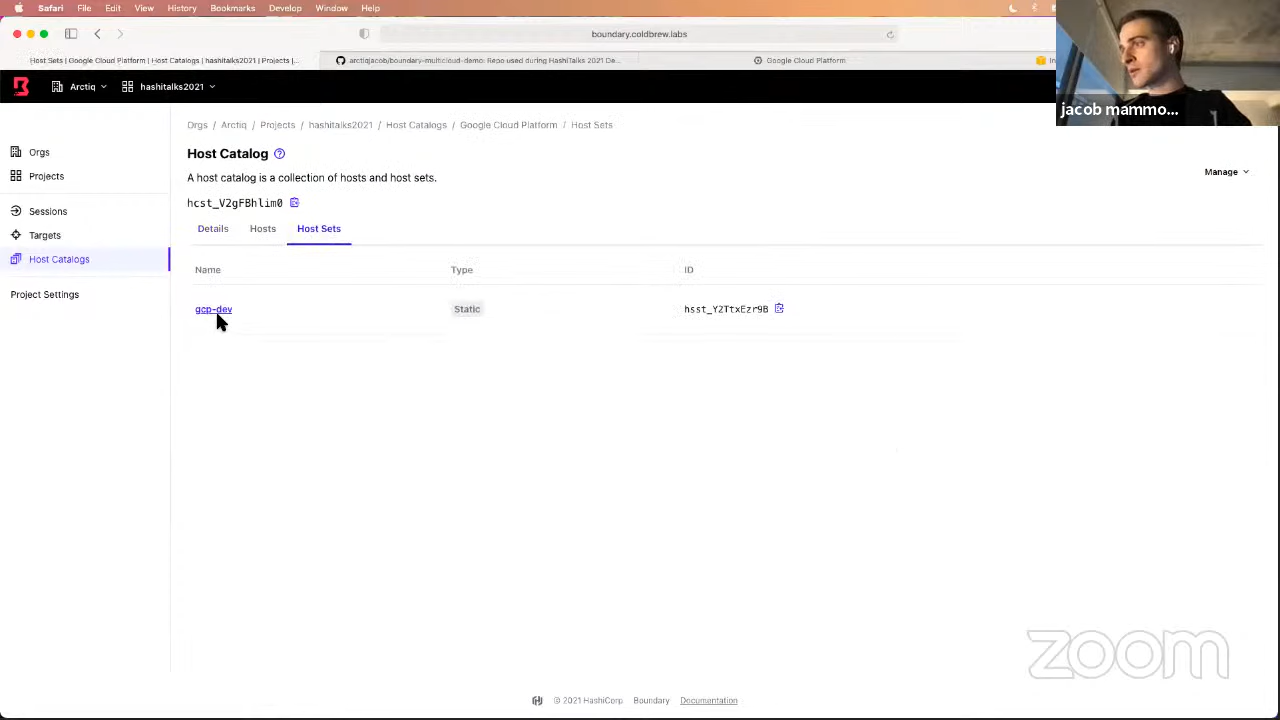 Safari File Edit View History Bookmarks Develop Window Help
boundary.coldbrew.labs
Host Sets | Google Cloud Platform | Host Catalogs | hashitalks2021 | Projects |... arctiqjacob/boundary-multicloud-demo: Repo used during HashiTalks 2021 De... Google Cloud Platform In
Arctiq hashitalks2021
jacob mammo...
Orgs / Arctiq / Projects / hashitalks2021 / Host Catalogs / Google Cloud Platform / Host Sets
Orgs
Projects
Sessions
Targets
Host Catalogs
Project Settings
Host Catalog
A host catalog is a collection of hosts and host sets.
Manage
hcst_V2gFBhlim0
Details Hosts Host Sets
Name Type ID
gcp-dev Static hsst_Y2TtxEzr9B
zoom
© 2021 HashiCorp Boundary Documentation